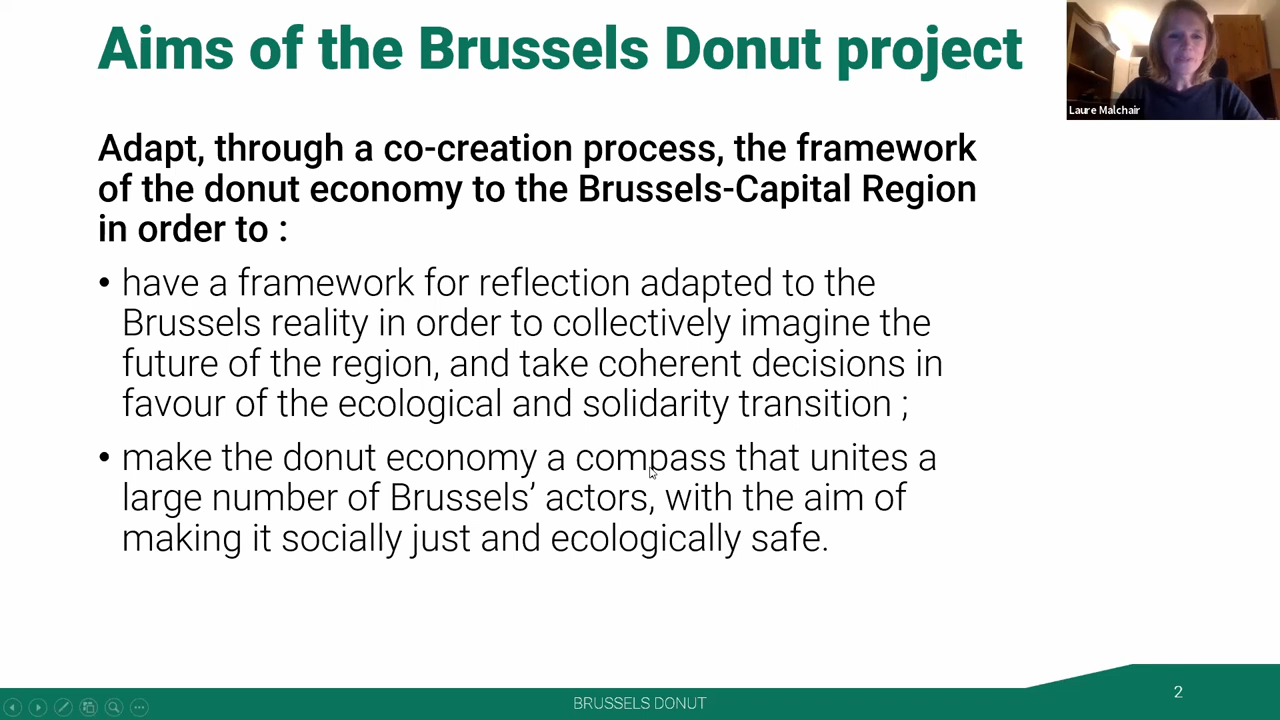 Aims of the Brussels Donut project
Laure Malchair
Adapt, through a co-creation process, the framework
of the donut economy to the Brussels-Capital Region
in order to :
• have a framework for reflection adapted to the
Brussels reality in order to collectively imagine the
future of the region, and take coherent decisions in
favour of the ecological and solidarity transition ;
• make the donut economy a compass that unites a
large number of Brussels’ actors, with the aim of
making it socially just and ecologically safe.
BRUSSELS DONUT
2